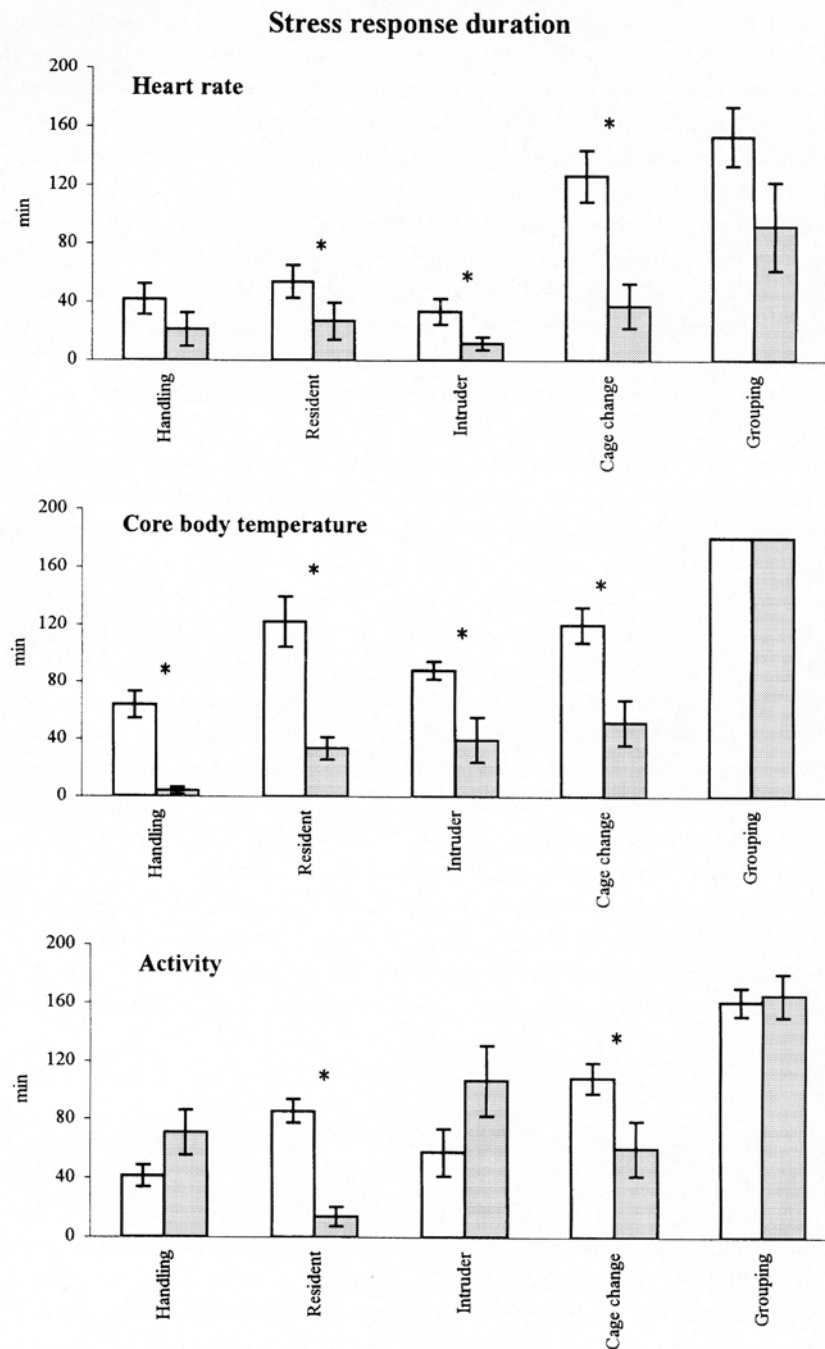 Stress response duration
Heart rate
200
160
120
80
40
0
min
*
*
*
Handling
Resident
Intruder
Cage change
Grouping
Core body temperature
200
160
120
80
40
0
min
*
*
*
*
Handling
Resident
Intruder
Cage change
Grouping
Activity
200
160
120
80
40
0
min
*
*
Handling
Resident
Intruder
Cage change
Grouping